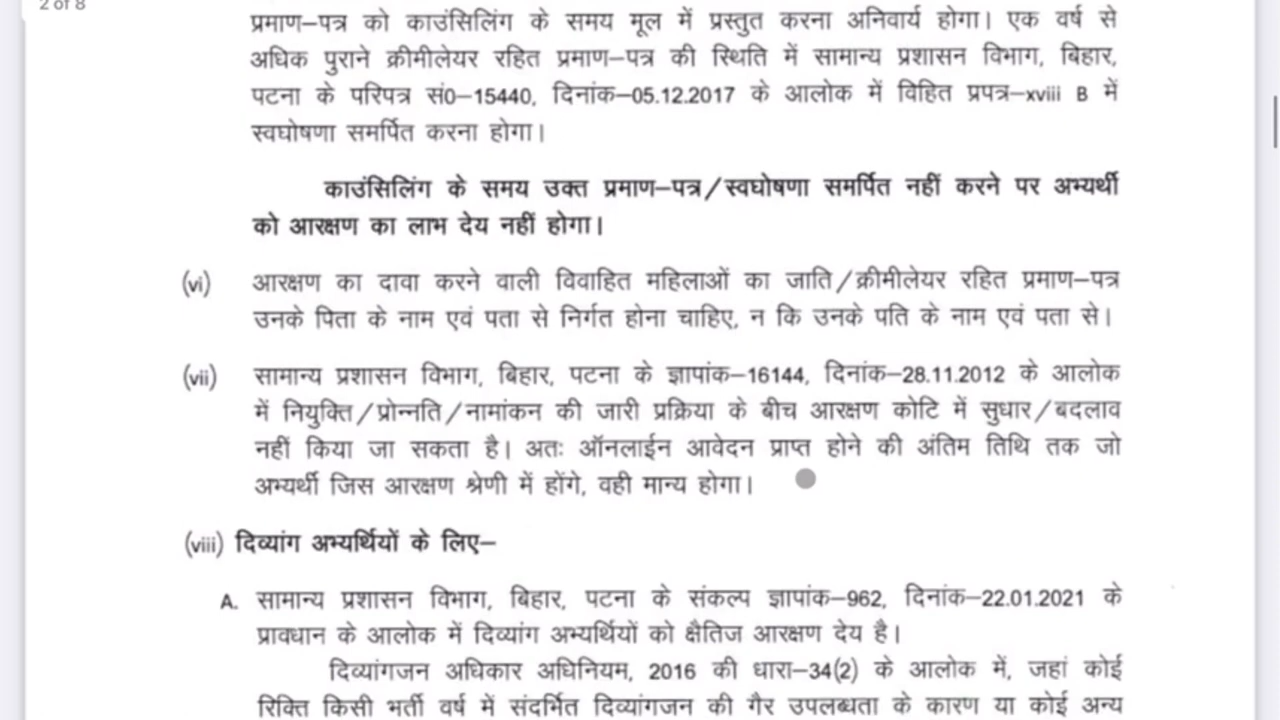 2 of 8
प्रमाण–पत्र को काउंसिलिंग के समय मूल में प्रस्तुत करना अनिवार्य होगा। एक वर्ष से
अधिक पुराने क्रीमीलेयर रहित प्रमाण–पत्र की स्थिति में सामान्य प्रशासन विभाग, बिहार,
पटना के परिपत्र सं0–15440, दिनांक–05.12.2017 के आलोक में विहित प्रपत्र–xviii B में
स्वघोषणा समर्पित करना होगा।
काउंसिलिंग के समय उक्त प्रमाण–पत्र/स्वघोषणा समर्पित नहीं करने पर अभ्यर्थी
को आरक्षण का लाभ देय नहीं होगा।
(vi) आरक्षण का दावा करने वाली विवाहित महिलाओं का जाति/क्रीमीलेयर रहित प्रमाण–पत्र
उनके पिता के नाम एवं पता से निर्गत होना चाहिए, न कि उनके पति के नाम एवं पता से।
(vii) सामान्य प्रशासन विभाग, बिहार, पटना के ज्ञापांक–16144, दिनांक–28.11.2012 के आलोक
में नियुक्ति/प्रोन्नति/नामांकन की जारी प्रक्रिया के बीच आरक्षण कोटि में सुधार/बदलाव
नहीं किया जा सकता है। अतः ऑनलाईन आवेदन प्राप्त होने की अंतिम तिथि तक जो
अभ्यर्थी जिस आरक्षण श्रेणी में होंगे, वही मान्य होगा।
(viii) दिव्यांग अभ्यर्थियों के लिए–
A. सामान्य प्रशासन विभाग, बिहार, पटना के संकल्प ज्ञापांक–962, दिनांक–22.01.2021 के
प्रावधान के आलोक में दिव्यांग अभ्यर्थियों को क्षैतिज आरक्षण देय है।
दिव्यांगजन अधिकार अधिनियम, 2016 की धारा–34(2) के आलोक में, जहां कोई
रिक्ति किसी भर्ती वर्ष में संदर्भित दिव्यांगजन की गैर उपलब्धता के कारण या कोई अन्य